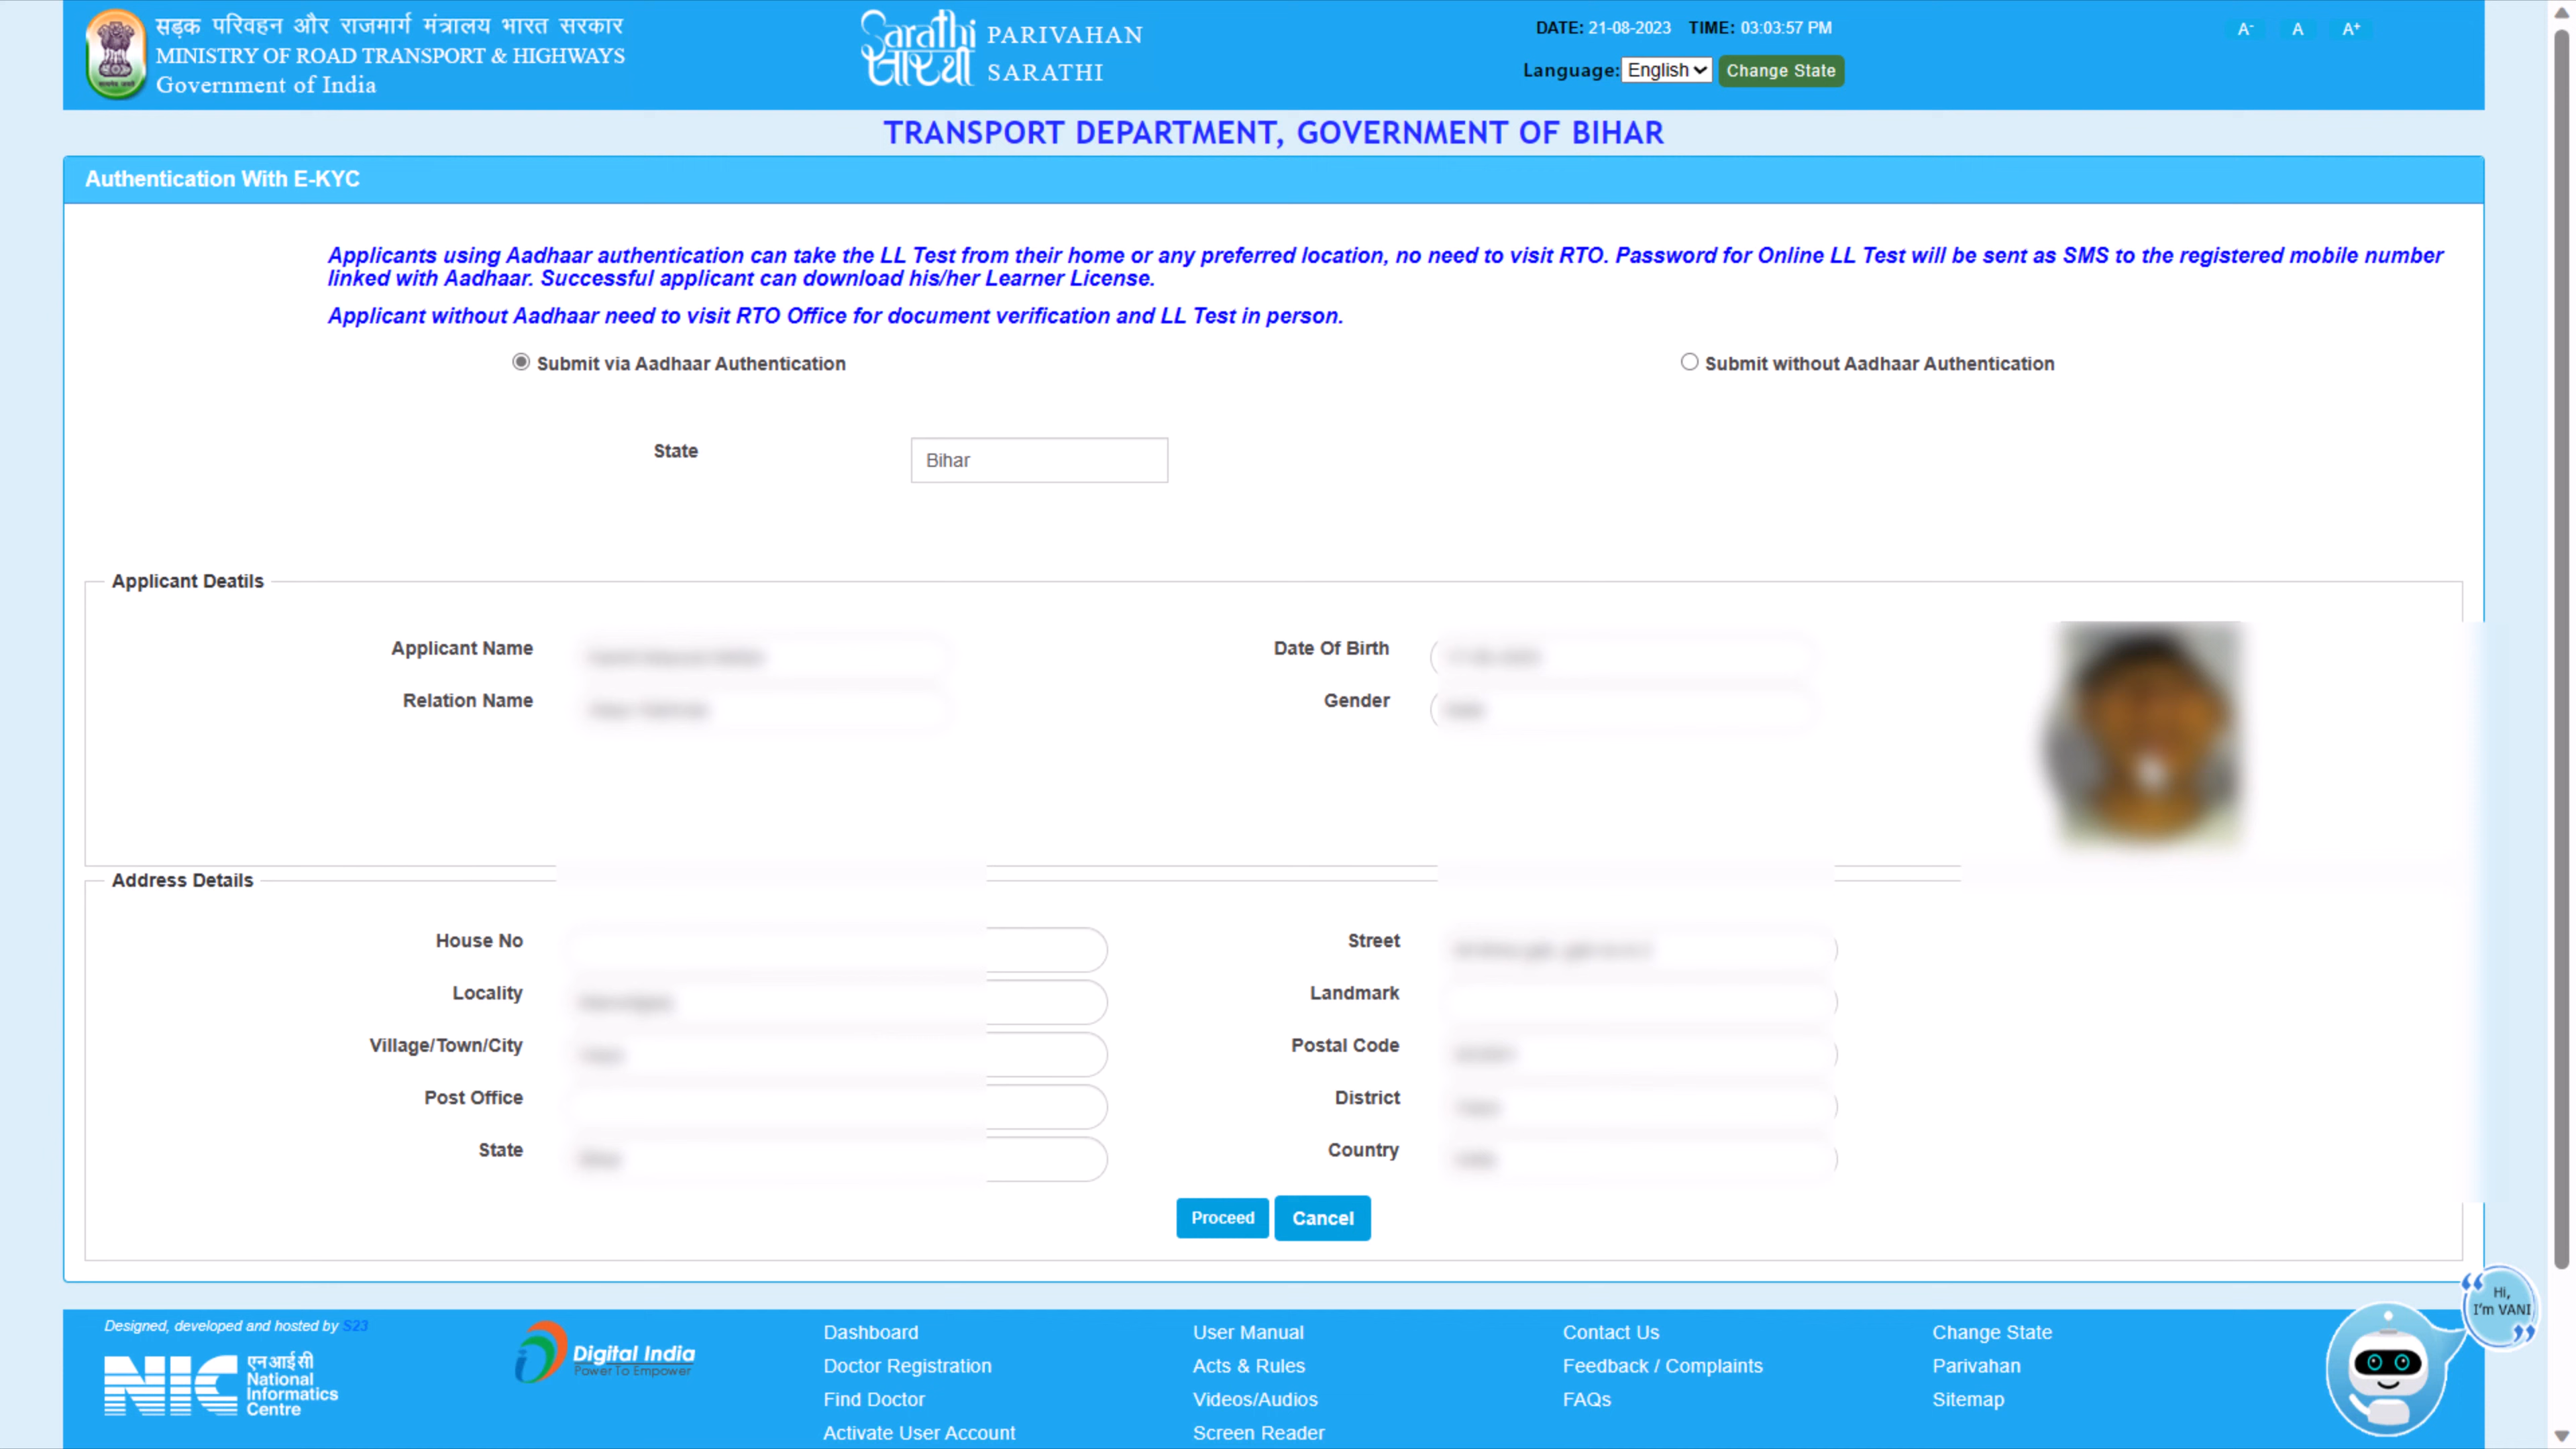 सड़क परिवहन और राजमार्ग मंत्रालय भारत सरकार
MINISTRY OF ROAD TRANSPORT & HIGHWAYS
Government of India
Sarathi
सारथी
PARIVAHAN
SARATHI
DATE: 21-08-2023 TIME: 03:03:57 PM
Language: English Change State
A- A A+
TRANSPORT DEPARTMENT, GOVERNMENT OF BIHAR
Authentication With E-KYC
Applicants using Aadhaar authentication can take the LL Test from their home or any preferred location, no need to visit RTO. Password for Online LL Test will be sent as SMS to the registered mobile number
linked with Aadhaar. Successful applicant can download his/her Learner License.
Applicant without Aadhaar need to visit RTO Office for document verification and LL Test in person.
Submit via Aadhaar Authentication Submit without Aadhaar Authentication
State Bihar
Applicant Deatils
Applicant Name Date Of Birth
Relation Name Gender
Address Details
House No Street
Locality Landmark
Village/Town/City Postal Code
Post Office District
State Country
Proceed Cancel
Hi,
I'm VANI
Designed, developed and hosted by S23
NIC
एनआईसी
National
Informatics
Centre
Digital India
Power To Empower
Dashboard User Manual Contact Us Change State
Doctor Registration Acts & Rules Feedback / Complaints Parivahan
Find Doctor Videos/Audios FAQs Sitemap
Activate User Account Screen Reader